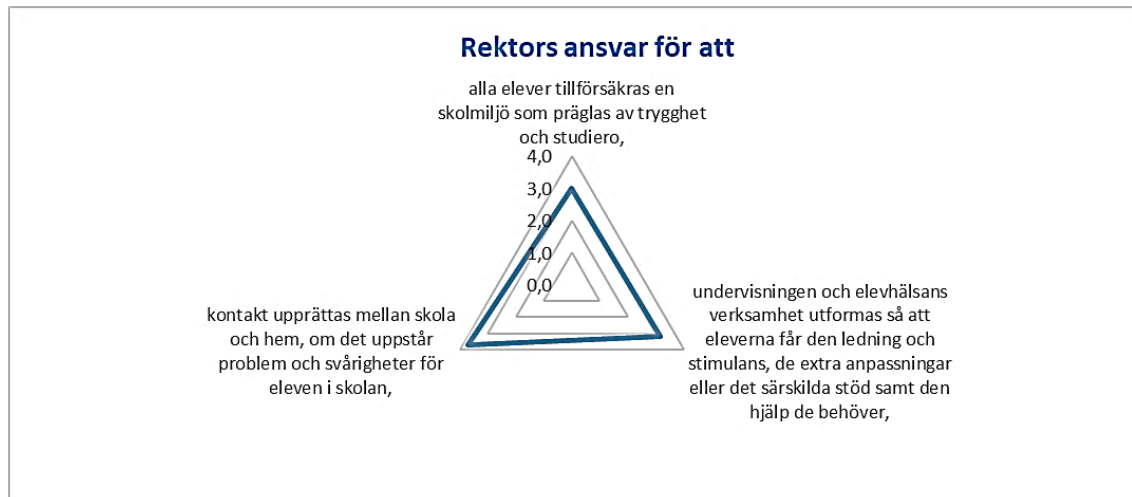 Rektors ansvar för att
alla elever tillförsäkras en
skolmiljö som präglas av trygghet
och studiero,
4,0
3,0
2,0
1,0
0,0
undervisningen och elevhälsans
verksamhet utformas så att
eleverna får den ledning och
stimulans, de extra anpassningar
eller det särskilda stöd samt den
hjälp de behöver,
kontakt upprättas mellan skola
och hem, om det uppstår
problem och svårigheter för
eleven i skolan,